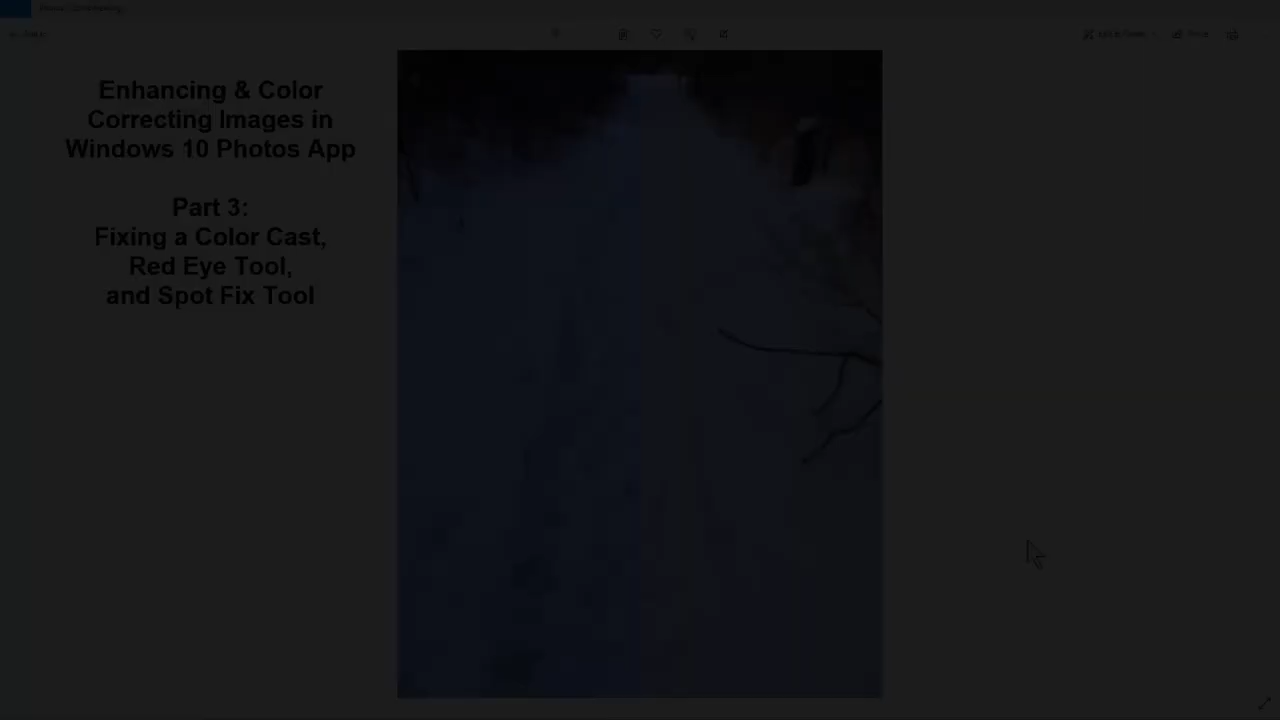 Enhancing & Color
Correcting Images in
Windows 10 Photos App
Part 3:
Fixing a Color Cast,
Red Eye Tool,
and Spot Fix Tool